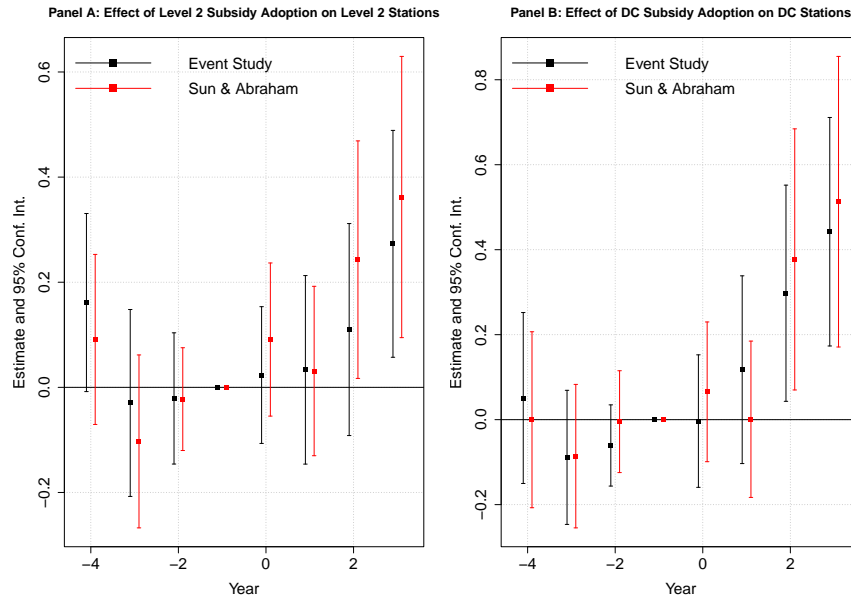 Panel A: Effect of Level 2 Subsidy Adoption on Level 2 Stations
Event Study
Sun & Abraham
Estimate and 95% Conf. Int.
0.6
0.4
0.2
0.0
−0.2
−4
−2
0
2
Year
Panel B: Effect of DC Subsidy Adoption on DC Stations
Event Study
Sun & Abraham
Estimate and 95% Conf. Int.
0.8
0.6
0.4
0.2
0.0
−0.2
−4
−2
0
2
Year